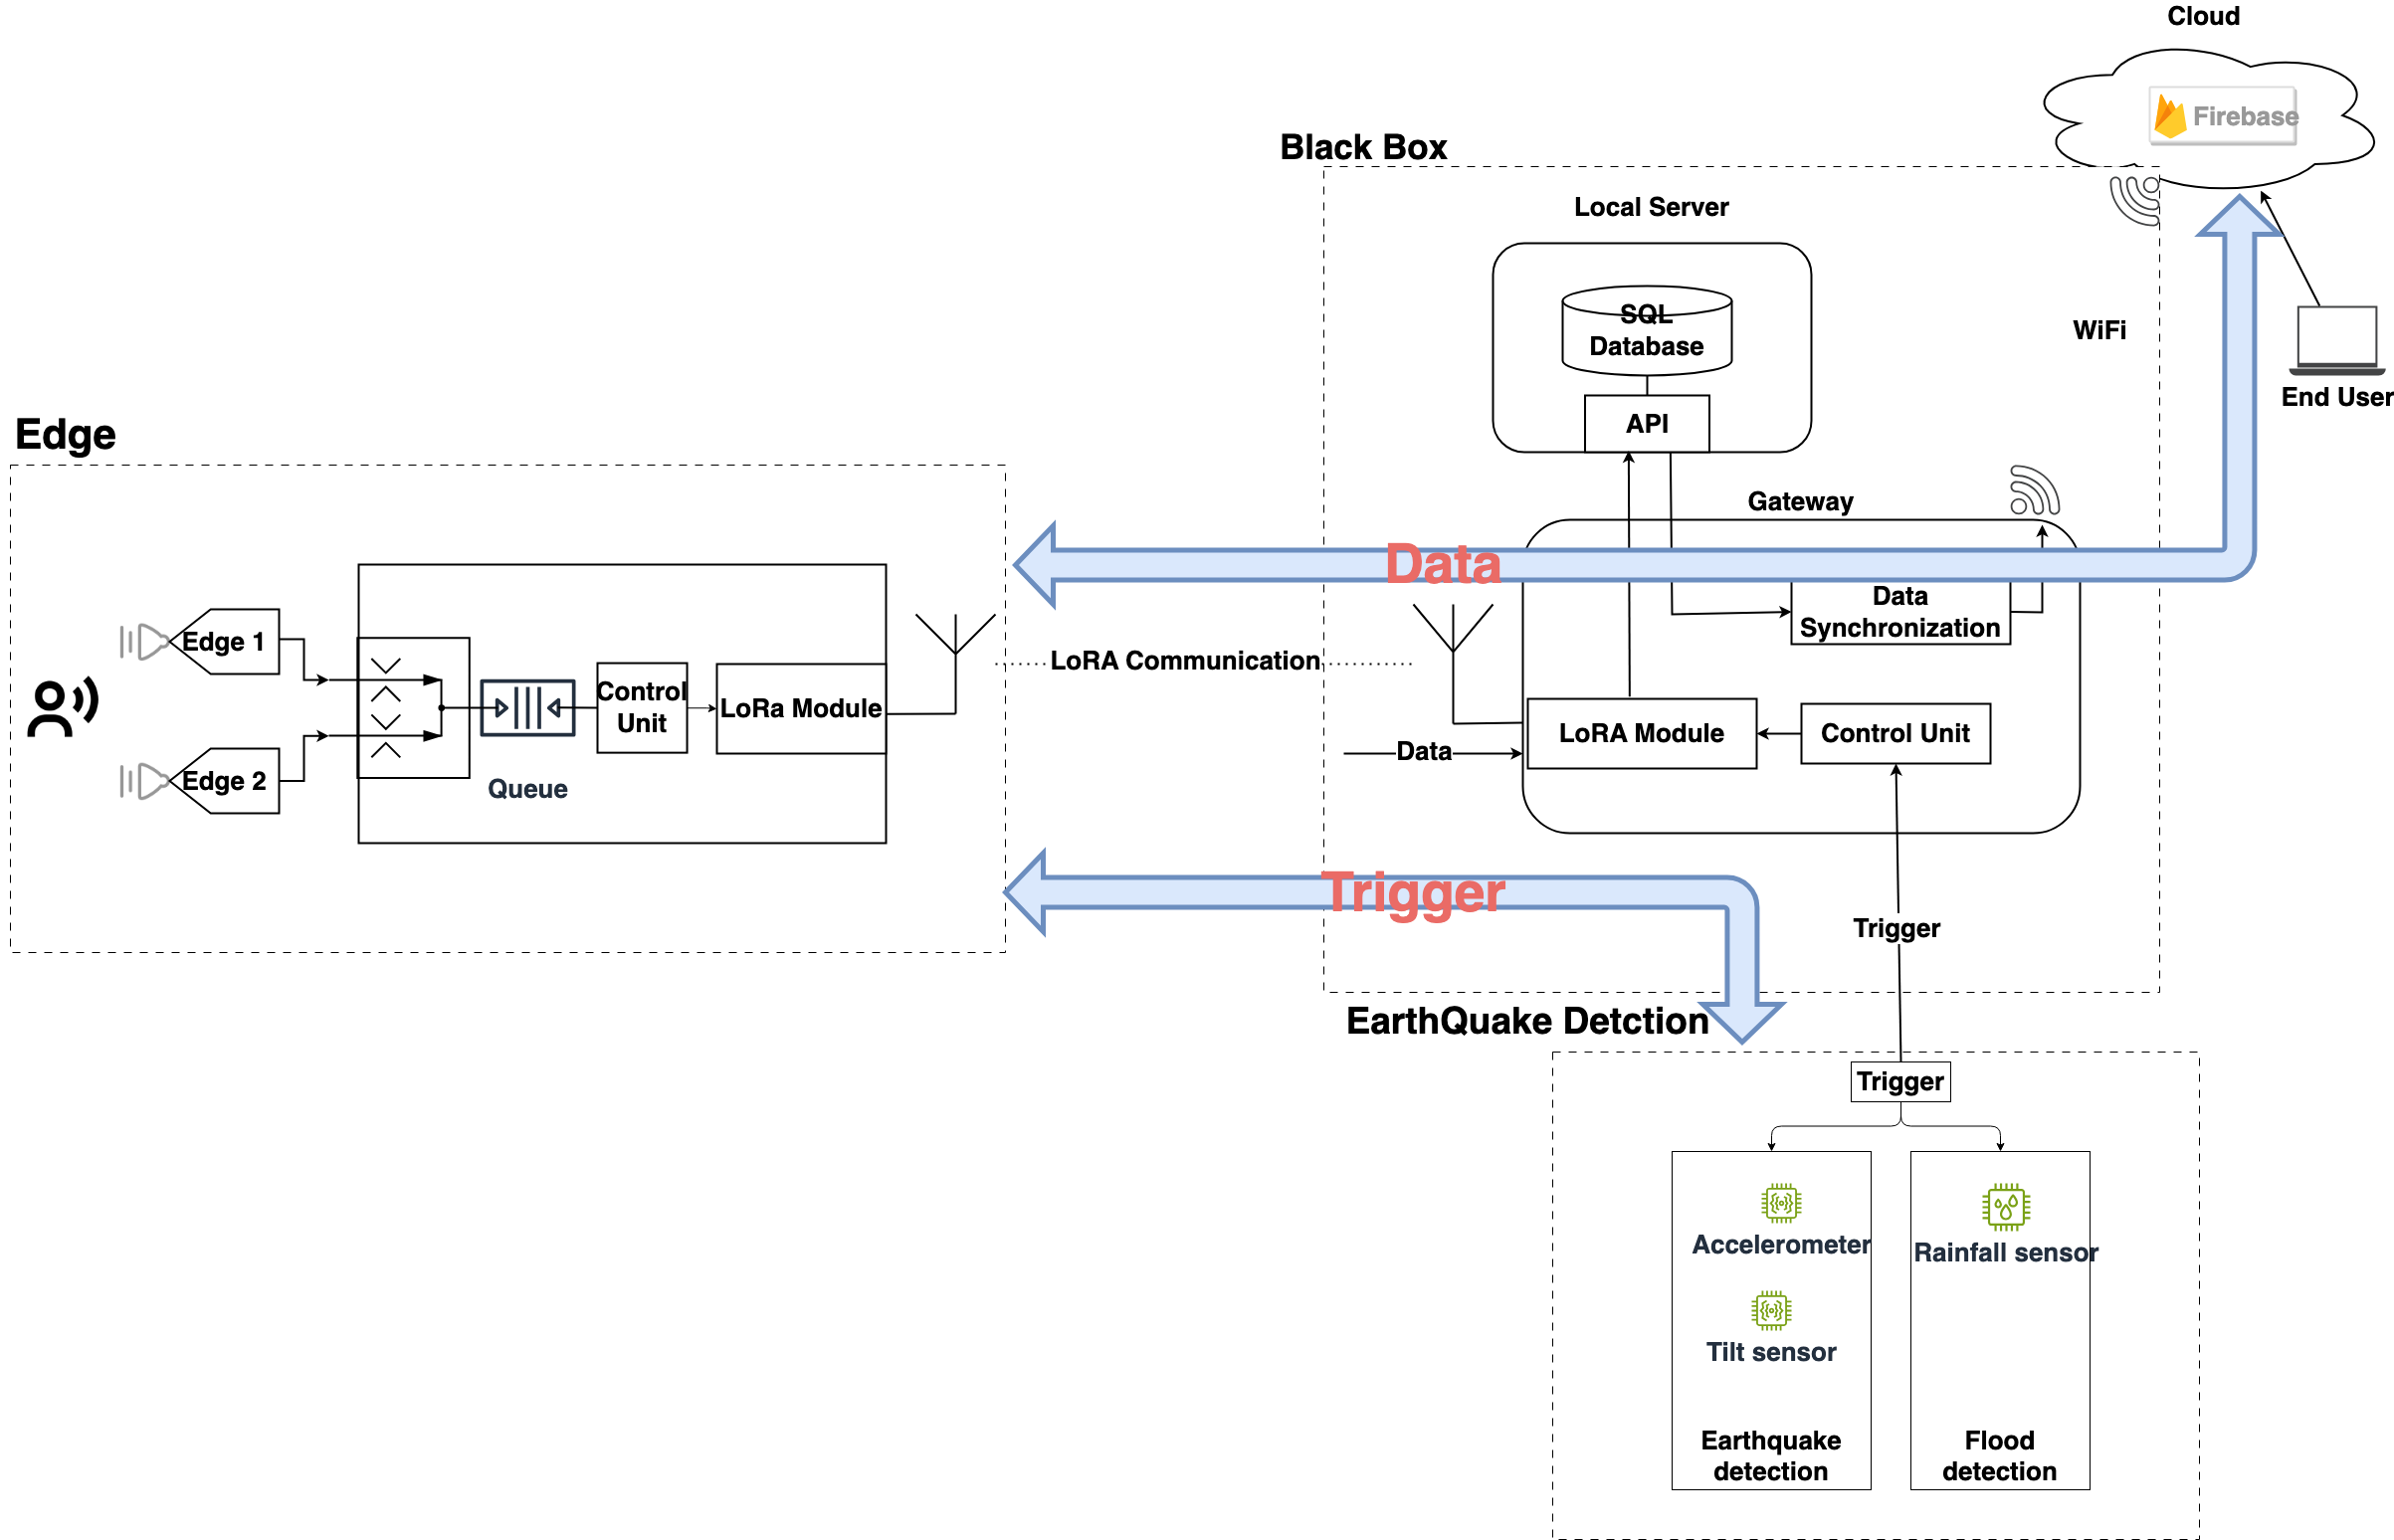 Cloud
Firebase
Black Box
Local Server
SQL
Database
API
WiFi
End User
Edge
Gateway
Data
Data
Synchronization
Edge 1
Edge 2
Queue
Control
Unit
LoRa Module
LoRA Communication
LoRA Module
Control Unit
Data
Trigger
Trigger
EarthQuake Detction
Trigger
Accelerometer
Tilt sensor
Earthquake
detection
Rainfall sensor
Flood
detection